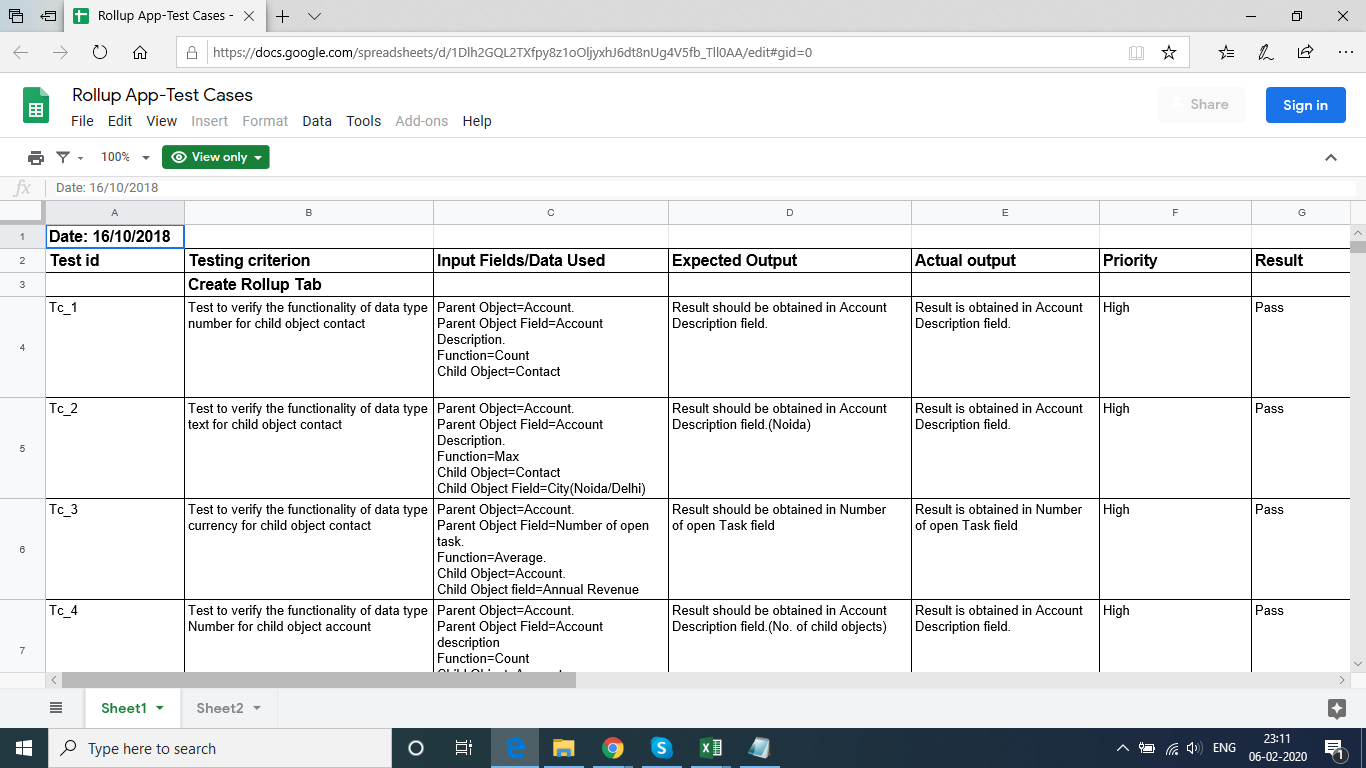 Rollup App-Test Cases -
https://docs.google.com/spreadsheets/d/1Dlh2GQL2TXfpy8z1oOljyxhJ6dt8nUg4V5fb_Tll0AA/edit#gid=0
Rollup App-Test Cases
Share
Sign in
File Edit View Insert Format Data Tools Add-ons Help
100% View only
fx Date: 16/10/2018
A B C D E F G
1 Date: 16/10/2018
2 Test id Testing criterion Input Fields/Data Used Expected Output Actual output Priority Result
3 Create Rollup Tab
4
Tc_1
Test to verify the functionality of data type
number for child object contact
Parent Object=Account.
Parent Object Field=Account
Description.
Function=Count
Child Object=Contact
Result should be obtained in Account
Description field.
Result is obtained in Account
Description field.
High
Pass
5
Tc_2
Test to verify the functionality of data type
text for child object contact
Parent Object=Account.
Parent Object Field=Account
Description.
Function=Max
Child Object=Contact
Child Object Field=City(Noida/Delhi)
Result should be obtained in Account
Description field.(Noida)
Result is obtained in Account
Description field.
High
Pass
6
Tc_3
Test to verify the functionality of data type
currency for child object contact
Parent Object=Account.
Parent Object Field=Number of open
task.
Function=Average.
Child Object=Account.
Child Object field=Annual Revenue
Result should be obtained in Number
of open Task field
Result is obtained in Number
of open Task field
High
Pass
7
Tc_4
Test to verify the functionality of data type
Number for child object account
Parent Object=Account.
Parent Object Field=Account
description
Function=Count
Result should be obtained in Account
Description field.(No. of child objects)
Result is obtained in Account
Description field.
High
Pass
Sheet1 Sheet2
Type here to search
ENG
23:11
06-02-2020
1